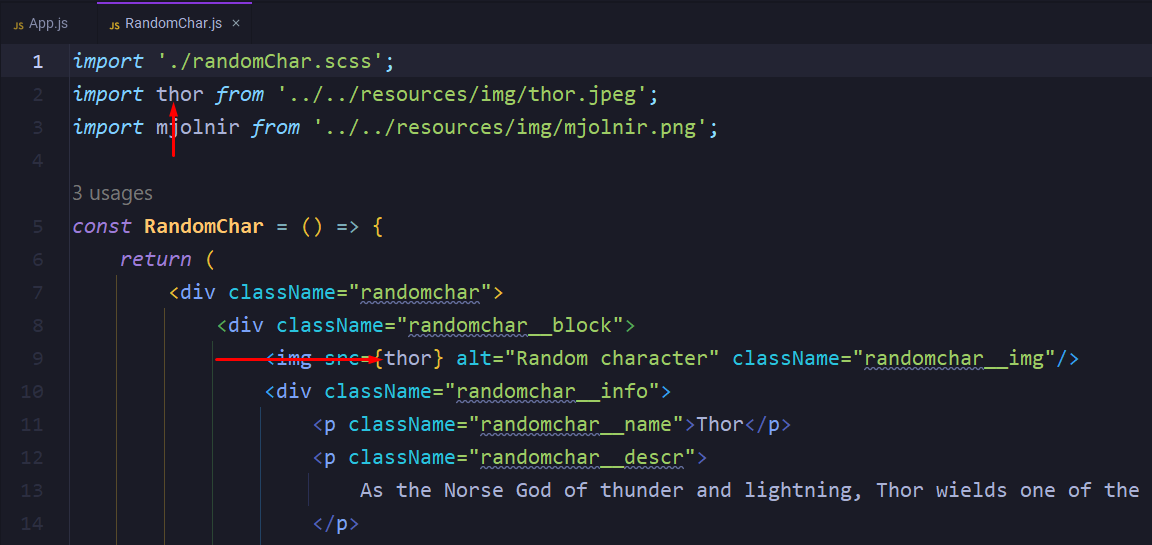 JS App.js JS RandomChar.js ×
1 import './randomChar.scss';
2 import thor from '../../resources/img/thor.jpeg';
3 import mjolnir from '../../resources/img/mjolnir.png';
4
3 usages
5 const RandomChar = () => {
6 return (
7 <div className="randomchar">
8 <div className="randomchar__block">
9 <img src={thor} alt="Random character" className="randomchar__img"/>
10 <div className="randomchar__info">
11 <p className="randomchar__name">Thor</p>
12 <p className="randomchar__descr">
13 As the Norse God of thunder and lightning, Thor wields one of the
14 </p>